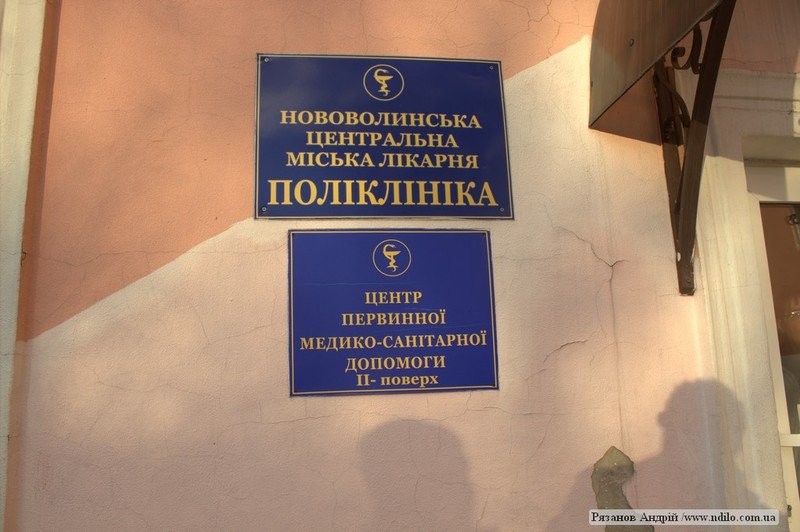 НОВОВОЛИНСЬКА
ЦЕНТРАЛЬНА
МІСЬКА ЛІКАРНЯ
ПОЛІКЛІНІКА
ЦЕНТР
ПЕРВИННОЇ
МЕДИКО-САНІТАРНОЇ
ДОПОМОГИ
ІІ- поверх
Рязанов Андрій /www.ndilo.com.ua